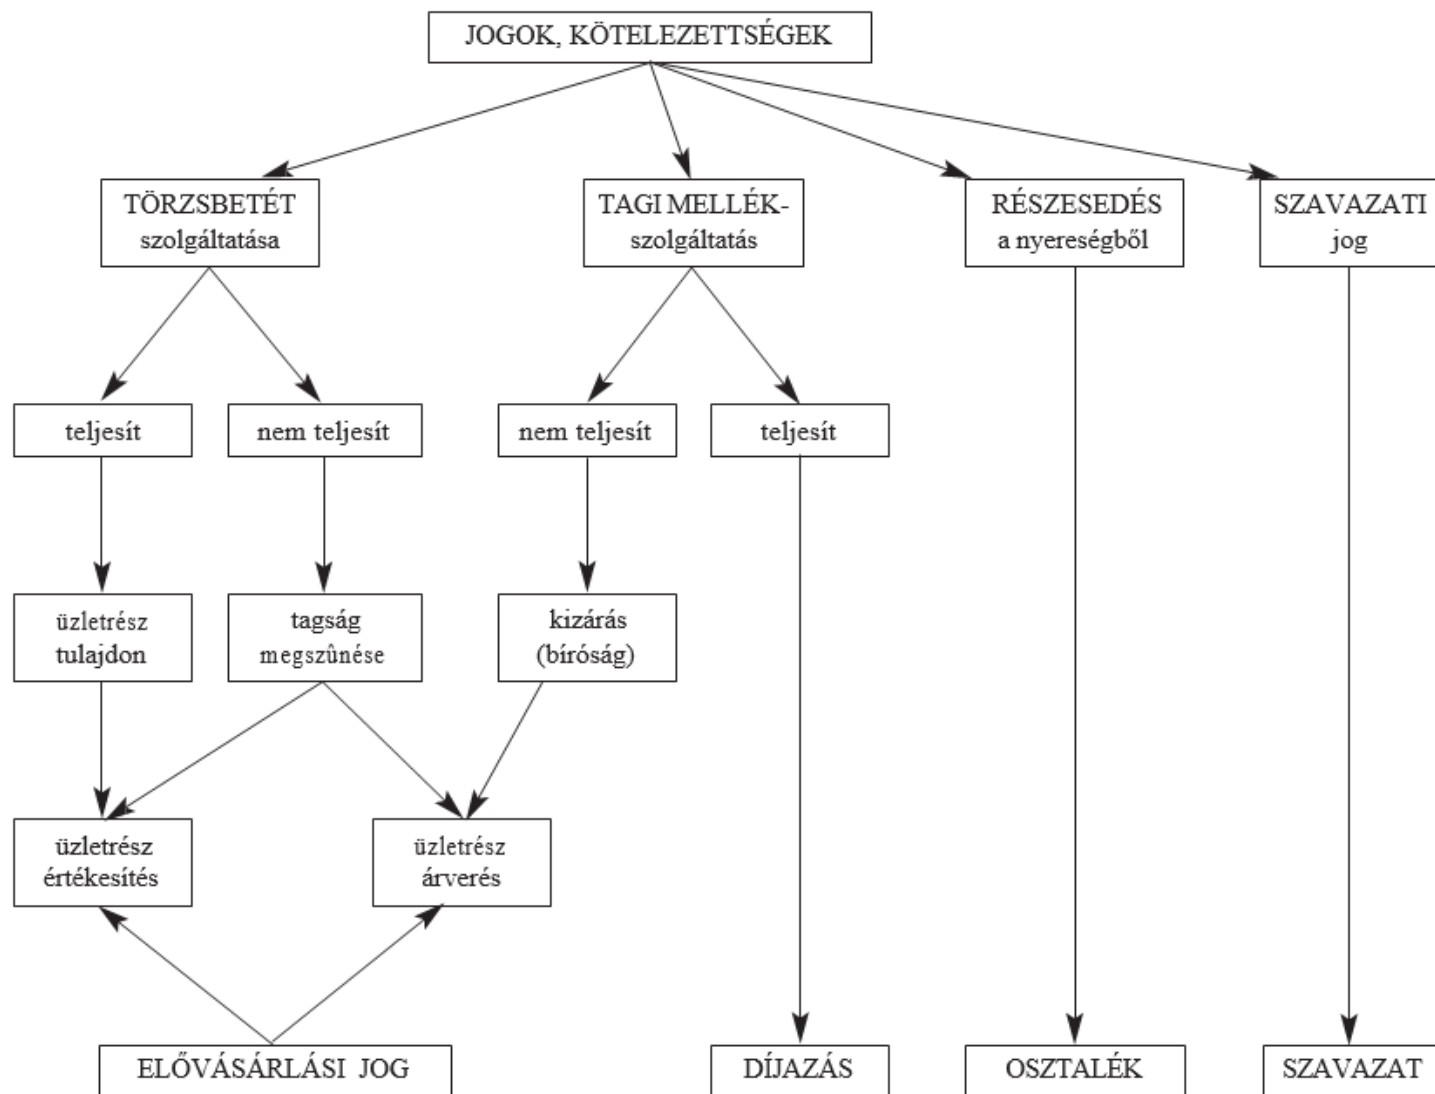 JOGOK, KÖTELEZETTSÉGEK
TÖRZSBETÉT
szolgáltatása
TAGI MELLÉK-
szolgáltatás
RÉSZESEDÉS
a nyereségből
SZAVAZATI
jog
teljesít
nem teljesít
nem teljesít
teljesít
üzletrész
tulajdon
tagság
megszûnése
kizárás
(bíróság)
üzletrész
értékesítés
üzletrész
árverés
ELŐVÁSÁRLÁSI JOG
DÍJAZÁS
OSZTALÉK
SZAVAZAT